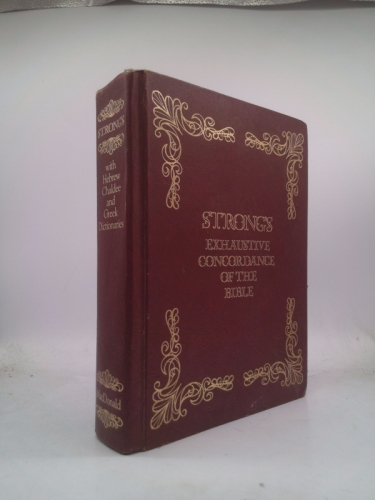 STRONG'S
EXHAUSTIVE
CONCORDANCE
OF THE
BIBLE
STRONG'S
with
Hebrew
Chaldee
and
Greek
Dictionaries
MacDonald